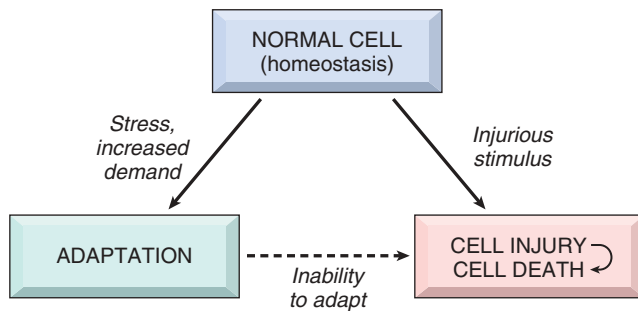 NORMAL CELL
(homeostasis)
Stress,
increased
demand
Injurious
stimulus
ADAPTATION
Inability
to adapt
CELL INJURY
CELL DEATH